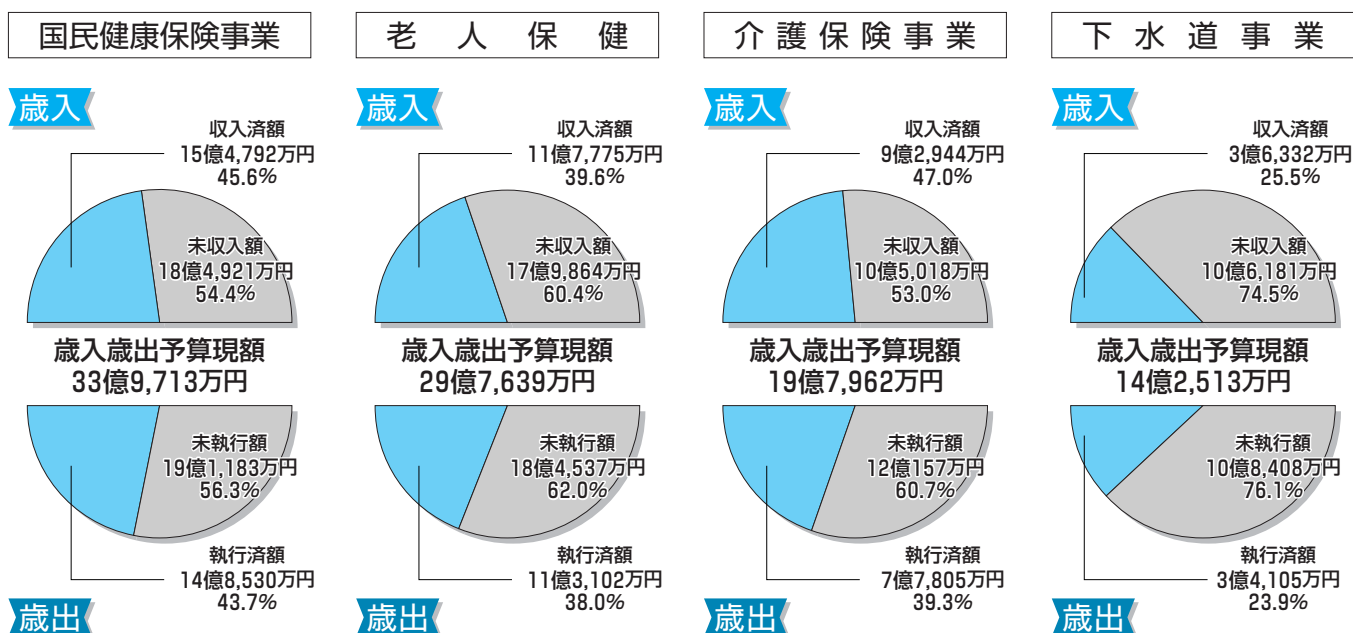 国民健康保険事業
歳入
収入済額
15億4,792万円
45.6%
未収入額
18億4,921万円
54.4%
歳入歳出予算現額
33億9,713万円
未執行額
19億1,183万円
56.3%
執行済額
14億8,530万円
43.7%
歳出
老人保健
歳入
収入済額
11億7,775万円
39.6%
未収入額
17億9,864万円
60.4%
歳入歳出予算現額
29億7,639万円
未執行額
18億4,537万円
62.0%
執行済額
11億3,102万円
38.0%
歳出
介護保険事業
歳入
収入済額
9億2,944万円
47.0%
未収入額
10億5,018万円
53.0%
歳入歳出予算現額
19億7,962万円
未執行額
12億157万円
60.7%
執行済額
7億7,805万円
39.3%
歳出
下水道事業
歳入
収入済額
3億6,332万円
25.5%
未収入額
10億6,181万円
74.5%
歳入歳出予算現額
14億2,513万円
未執行額
10億8,408万円
76.1%
執行済額
3億4,105万円
23.9%
歳出